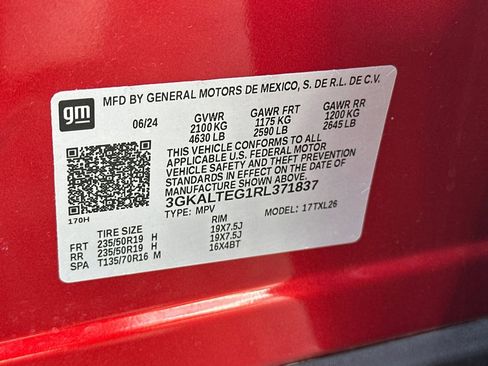 gm
MFD BY GENERAL MOTORS DE MEXICO, S. DE R.L. DE C.V.
06/24 GVWR GAWR FRT GAWR RR
2100 KG 1175 KG 1200 KG
4630 LB 2590 LB 2645 LB
THIS VEHICLE CONFORMS TO ALL
APPLICABLE U.S. FEDERAL MOTOR
VEHICLE SAFETY AND THEFT PREVENTION
STANDARDS IN EFFECT ON THE DATE OF
MANUFACTURE SHOWN ABOVE.
3GKALTEG1RL371837
170H TYPE: MPV MODEL: 17TXL26
TIRE SIZE RIM
FRT 235/50R19 H 19X7.5J
RR 235/50R19 H 19X7.5J
SPA T135/70R16 M 16X4BT